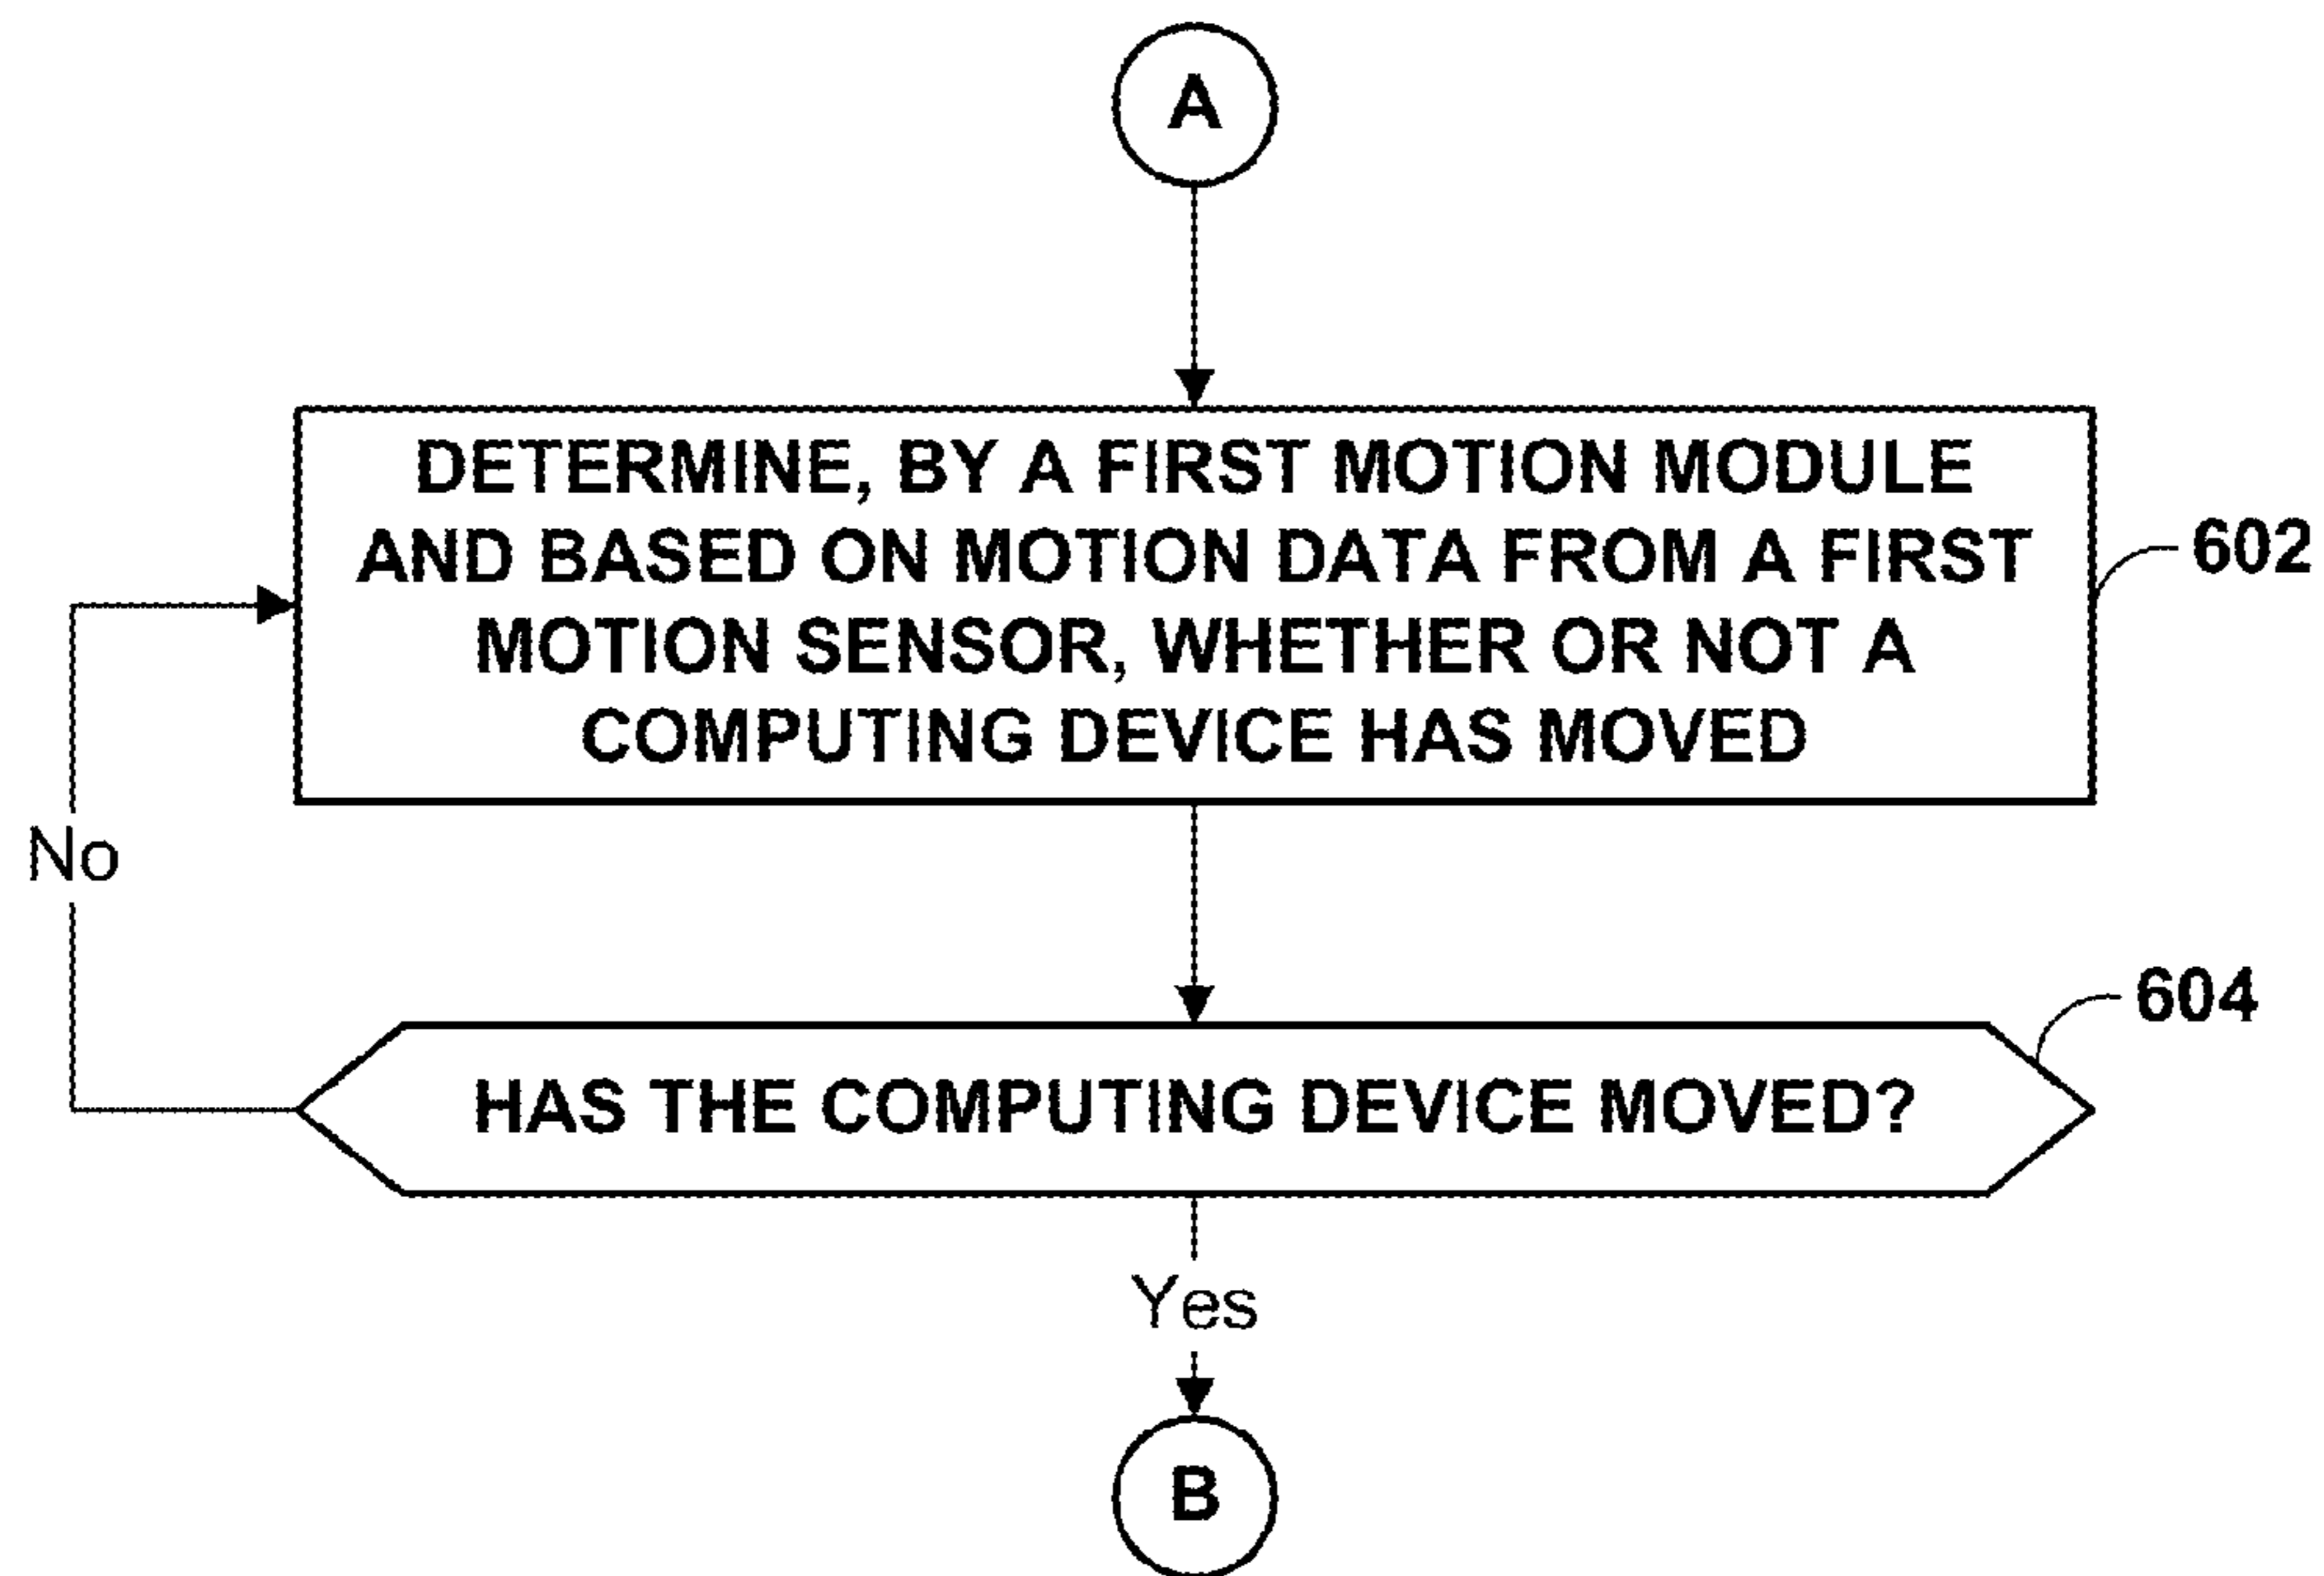 A
DETERMINE, BY A FIRST MOTION MODULE
AND BASED ON MOTION DATA FROM A FIRST
MOTION SENSOR, WHETHER OR NOT A
COMPUTING DEVICE HAS MOVED
602
No
604
HAS THE COMPUTING DEVICE MOVED?
Yes
B